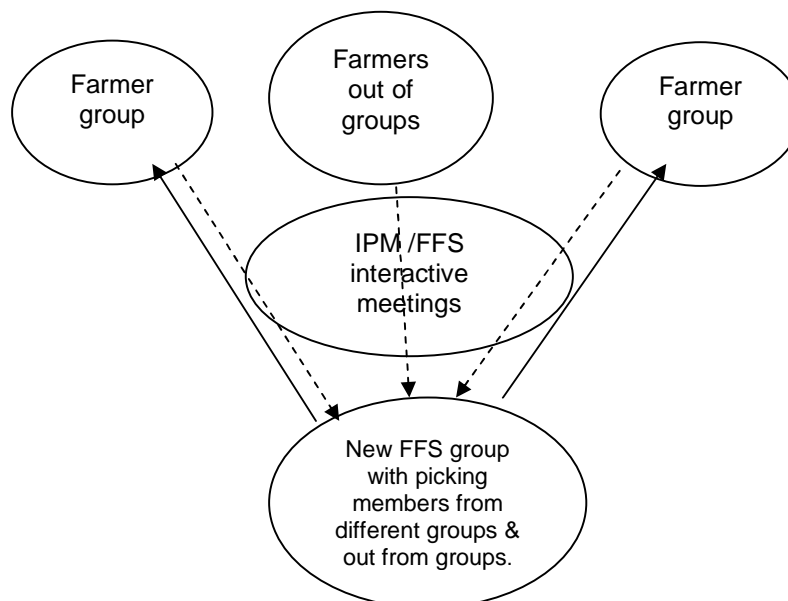 Farmer
group
Farmers
out of
groups
Farmer
group
IPM /FFS
interactive
meetings
New FFS group
with picking
members from
different groups &
out from groups.